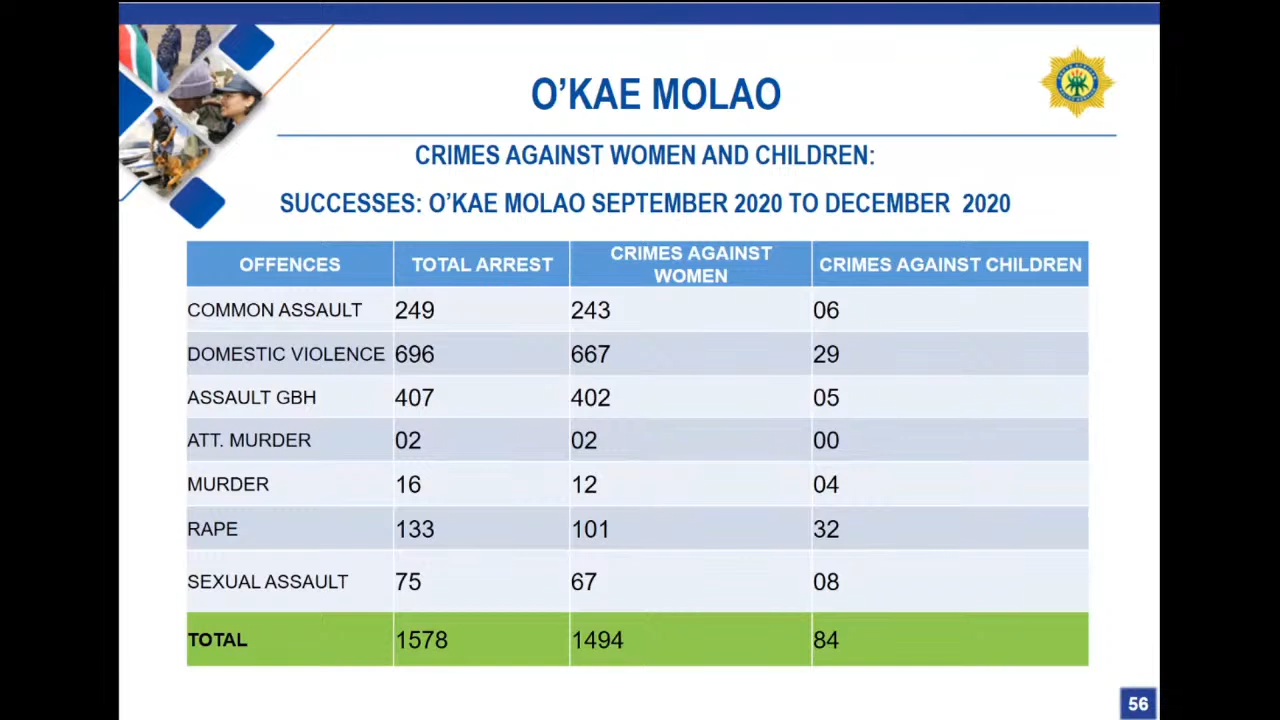 O’KAE MOLAO
CRIMES AGAINST WOMEN AND CHILDREN:
SUCCESSES: O’KAE MOLAO SEPTEMBER 2020 TO DECEMBER 2020
OFFENCES TOTAL ARREST CRIMES AGAINST WOMEN CRIMES AGAINST CHILDREN
COMMON ASSAULT 249 243 06
DOMESTIC VIOLENCE 696 667 29
ASSAULT GBH 407 402 05
ATT. MURDER 02 02 00
MURDER 16 12 04
RAPE 133 101 32
SEXUAL ASSAULT 75 67 08
TOTAL 1578 1494 84
56